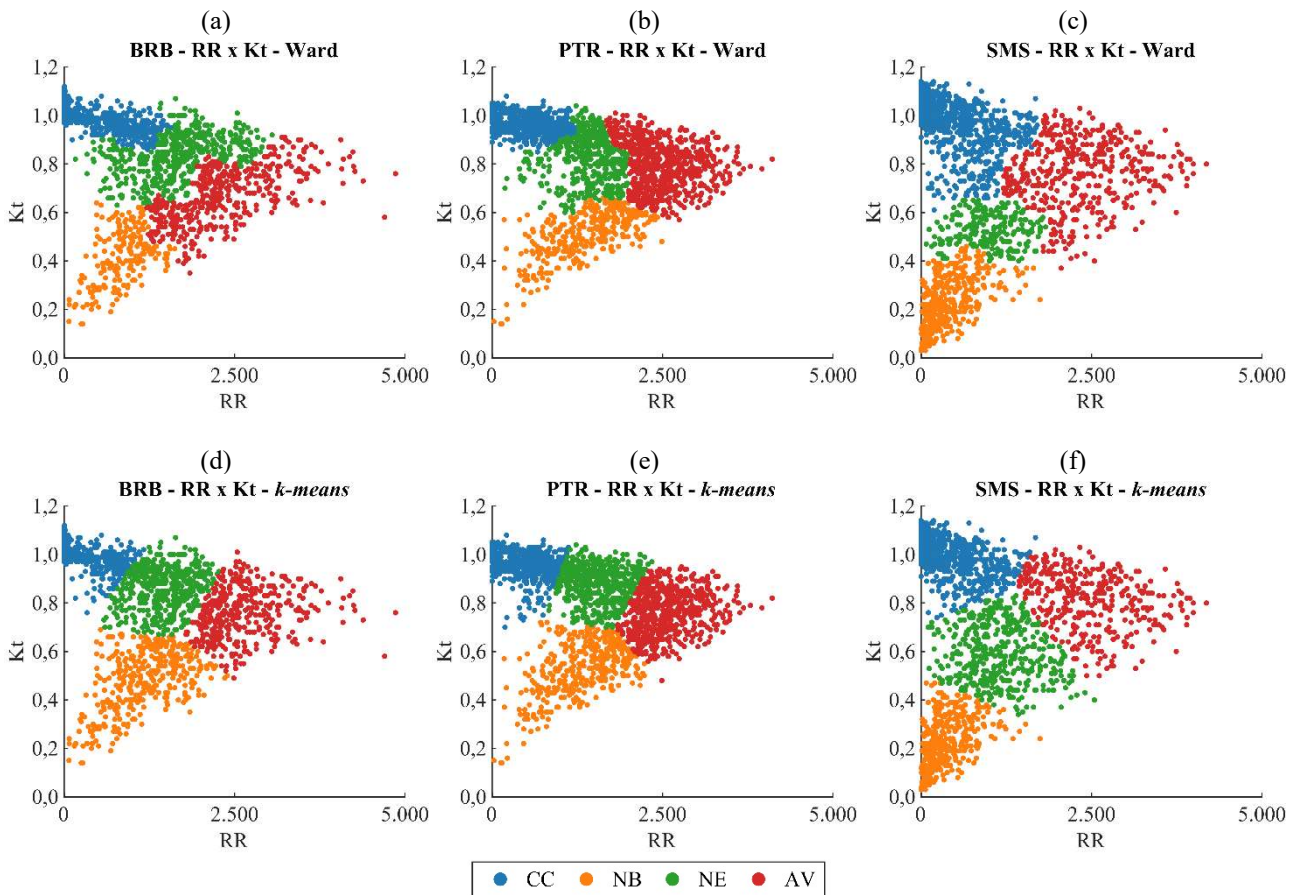 (a)
BRB - RR x Kt - Ward
1,2
1,0
0,8
0,6
0,4
0,2
0,0
Kt
0
2.500
5.000
RR
(b)
PTR - RR x Kt - Ward
1,2
1,0
0,8
0,6
0,4
0,2
0,0
Kt
0
2.500
5.000
RR
(c)
SMS - RR x Kt - Ward
1,2
1,0
0,8
0,6
0,4
0,2
0,0
Kt
0
2.500
5.000
RR
(d)
BRB - RR x Kt - k-means
1,2
1,0
0,8
0,6
0,4
0,2
0,0
Kt
0
2.500
5.000
RR
(e)
PTR - RR x Kt - k-means
1,2
1,0
0,8
0,6
0,4
0,2
0,0
Kt
0
2.500
5.000
RR
(f)
SMS - RR x Kt - k-means
1,2
1,0
0,8
0,6
0,4
0,2
0,0
Kt
0
2.500
5.000
RR
CC NB NE AV